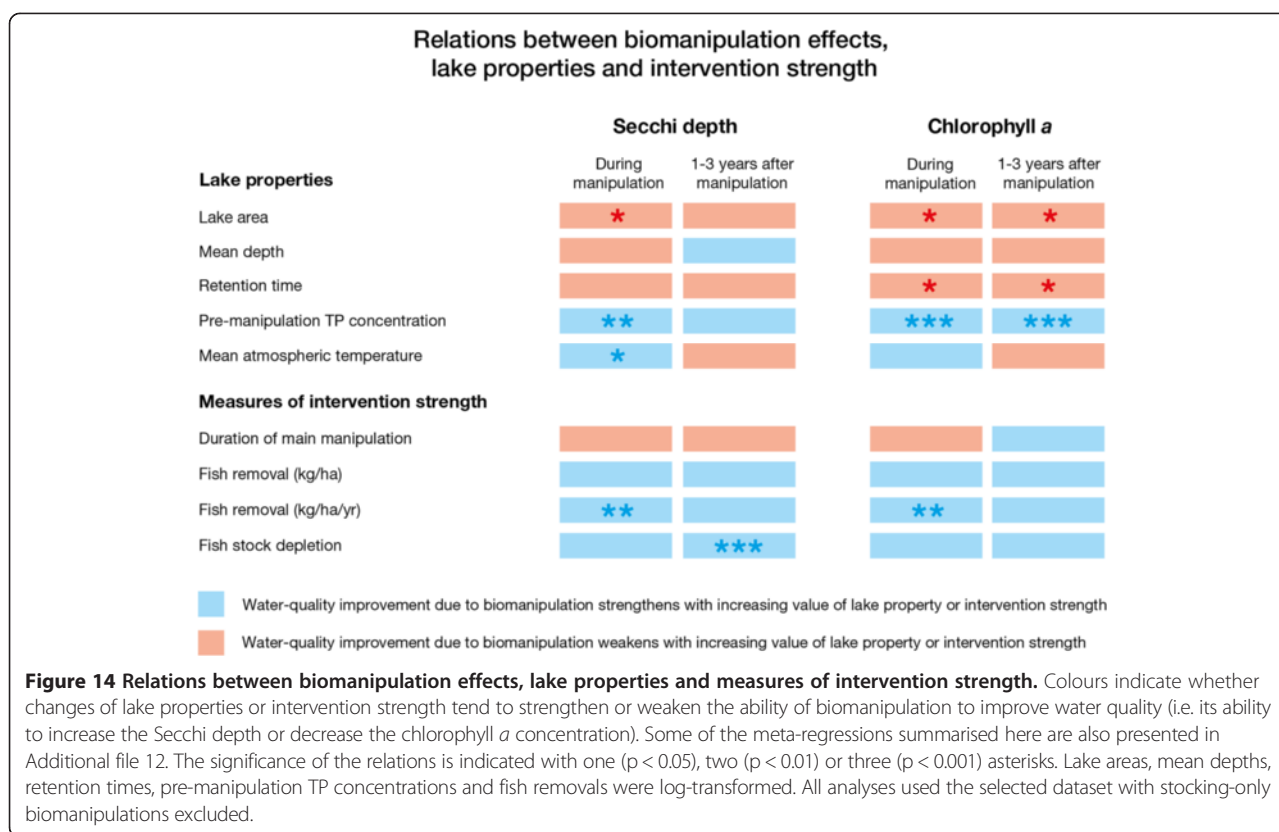 Relations between biomanipulation effects,
lake properties and intervention strength
Secchi depth Chlorophyll a
Lake properties During manipulation 1-3 years after manipulation During manipulation 1-3 years after manipulation
Lake area * * *
Mean depth
Retention time * *
Pre-manipulation TP concentration ** *** ***
Mean atmospheric temperature *
Measures of intervention strength
Duration of main manipulation
Fish removal (kg/ha)
Fish removal (kg/ha/yr) ** **
Fish stock depletion ***
Water-quality improvement due to biomanipulation strengthens with increasing value of lake property or intervention strength
Water-quality improvement due to biomanipulation weakens with increasing value of lake property or intervention strength
Figure 14 Relations between biomanipulation effects, lake properties and measures of intervention strength. Colours indicate whether
changes of lake properties or intervention strength tend to strengthen or weaken the ability of biomanipulation to improve water quality (i.e. its ability
to increase the Secchi depth or decrease the chlorophyll a concentration). Some of the meta-regressions summarised here are also presented in
Additional file 12. The significance of the relations is indicated with one (p < 0.05), two (p < 0.01) or three (p < 0.001) asterisks. Lake areas, mean depths,
retention times, pre-manipulation TP concentrations and fish removals were log-transformed. All analyses used the selected dataset with stocking-only
biomanipulations excluded.